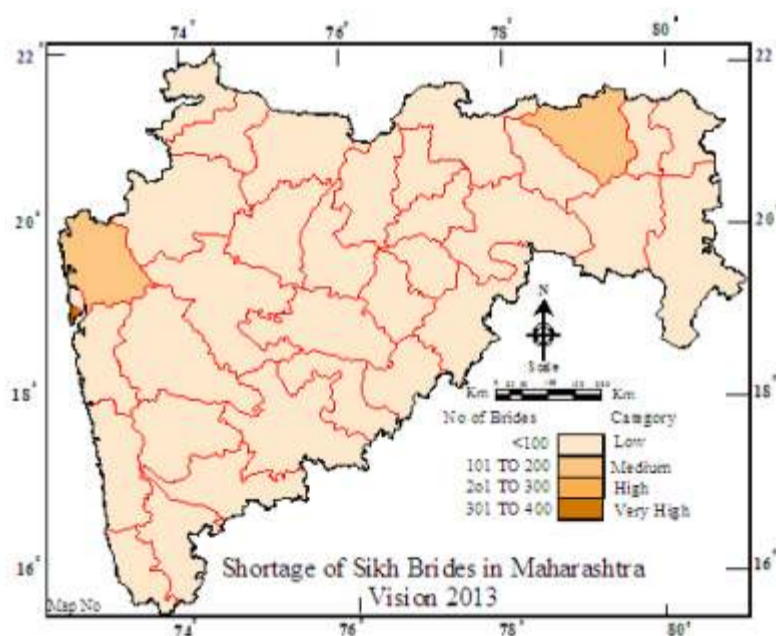 74° 76° 78° 80°
22° 22
20° 20°
N
Scale
Km Km
18° 18°
No of Brides Category
<100 Low
101 TO 200 Medium
2o1 TO 300 High
301 TO 400 Very High
16° 16°
Shortage of Sikh Brides in Maharashtra
Vision 2013
Map No
74° 76° 78° 80°